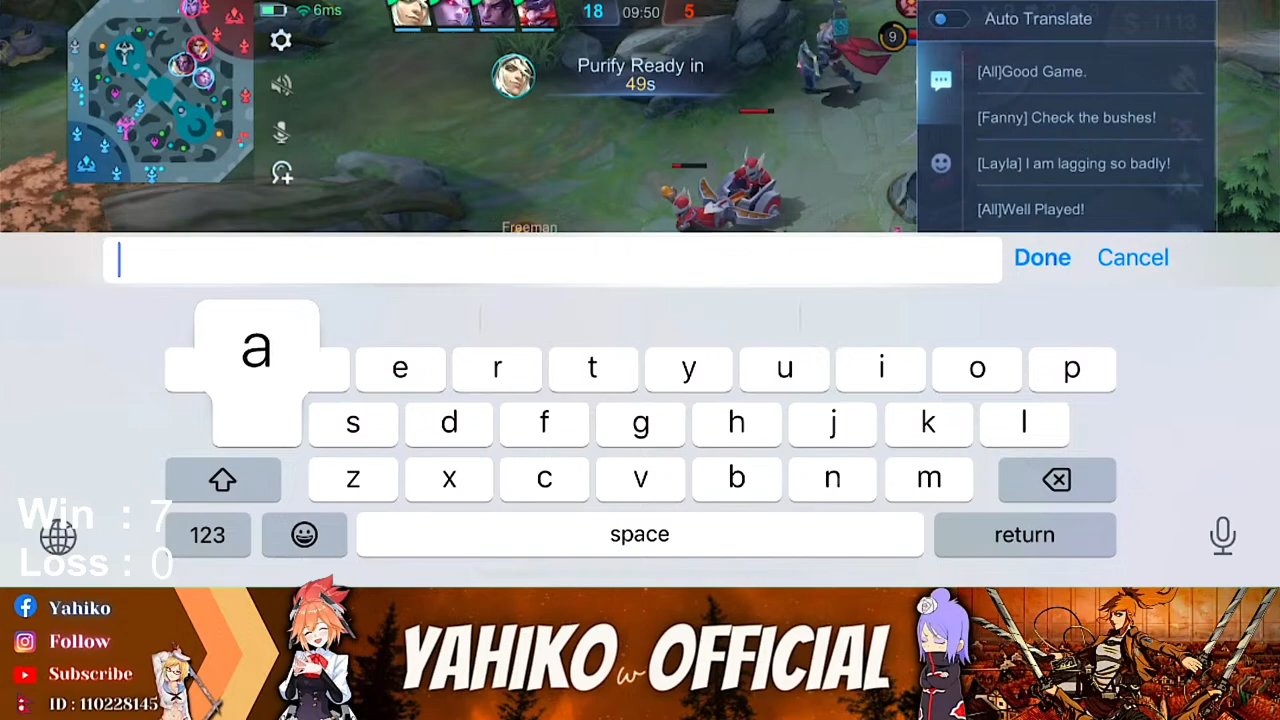 6ms
18 09:50 5
9
Purify Ready in
49s
Freeman
Auto Translate
[All]Good Game.
[Fanny] Check the bushes!
[Layla] I am lagging so badly!
[All]Well Played!
Done Cancel
a
e r t y u i o p
s d f g h j k l
z x c v b n m
123 space return
Win : 7
Loss : 0
Yahiko
Follow
Subscribe
ID : 110228145
YAHIKO w OFFICIAL